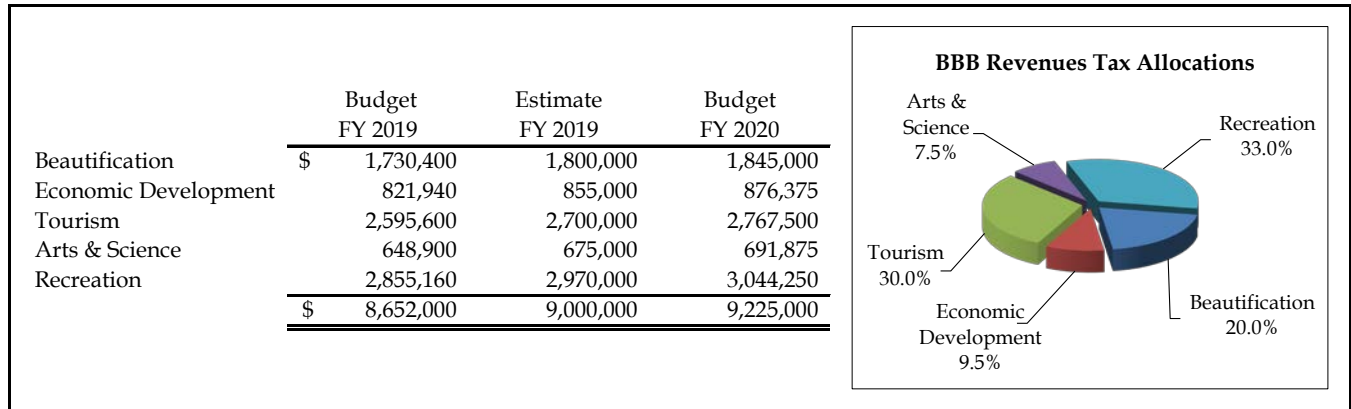 Budget Estimate Budget
FY 2019 FY 2019 FY 2020
Beautification $ 1,730,400 1,800,000 1,845,000
Economic Development 821,940 855,000 876,375
Tourism 2,595,600 2,700,000 2,767,500
Arts & Science 648,900 675,000 691,875
Recreation 2,855,160 2,970,000 3,044,250
$ 8,652,000 9,000,000 9,225,000
BBB Revenues Tax Allocations
Arts &
Science
7.5%
Recreation
33.0%
Tourism
30.0%
Economic
Development
9.5%
Beautification
20.0%